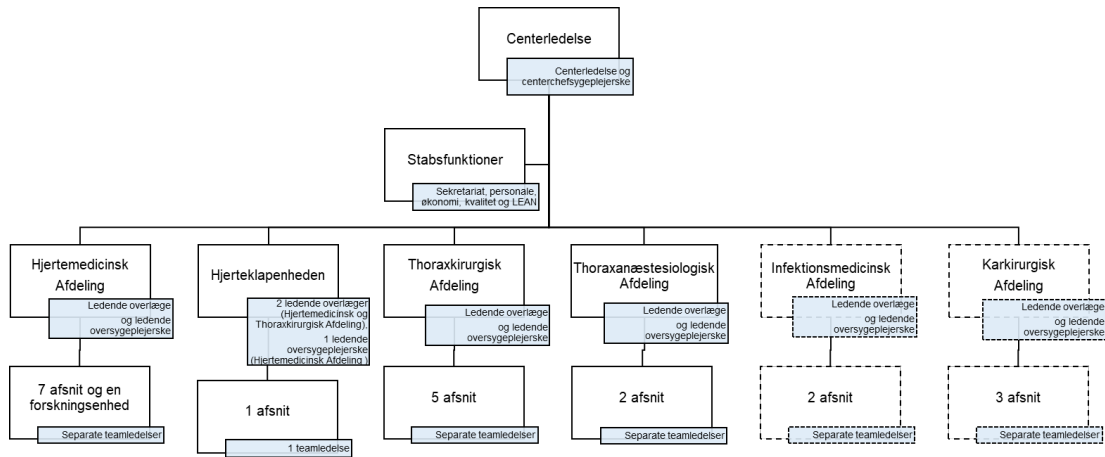 Centerledelse
Centerledelse og
centerchefsygeplejerske
Stabsfunktioner
Sekretariat, personale,
økonomi, kvalitet og LEAN
Hjertemedicinsk
Afdeling
Ledende overlæge
og ledende
oversygeplejerske
Hjerteklapenheden
2 ledende overlæger
(Hjertemedicinsk og
Thoraxkirurgisk Afdeling),
1 ledende
oversygeplejerske
(Hjertemedicinsk Afdeling )
Thoraxkirurgisk
Afdeling
Ledende overlæge
og ledende
oversygeplejerske
Thoraxanæstesiologisk
Afdeling
Ledende overlæge
og ledende
oversygeplejerske
Infektionsmedicinsk
Afdeling
Ledende overlæge
og ledende
oversygeplejerske
Karkirurgisk
Afdeling
Ledende overlæge
og ledende
oversygeplejerske
7 afsnit og en
forskningsenhed
Separate teamledelser
1 afsnit
1 teamledelse
5 afsnit
Separate teamledelser
2 afsnit
Separate teamledelser
2 afsnit
Separate teamledelser
3 afsnit
Separate teamledelser